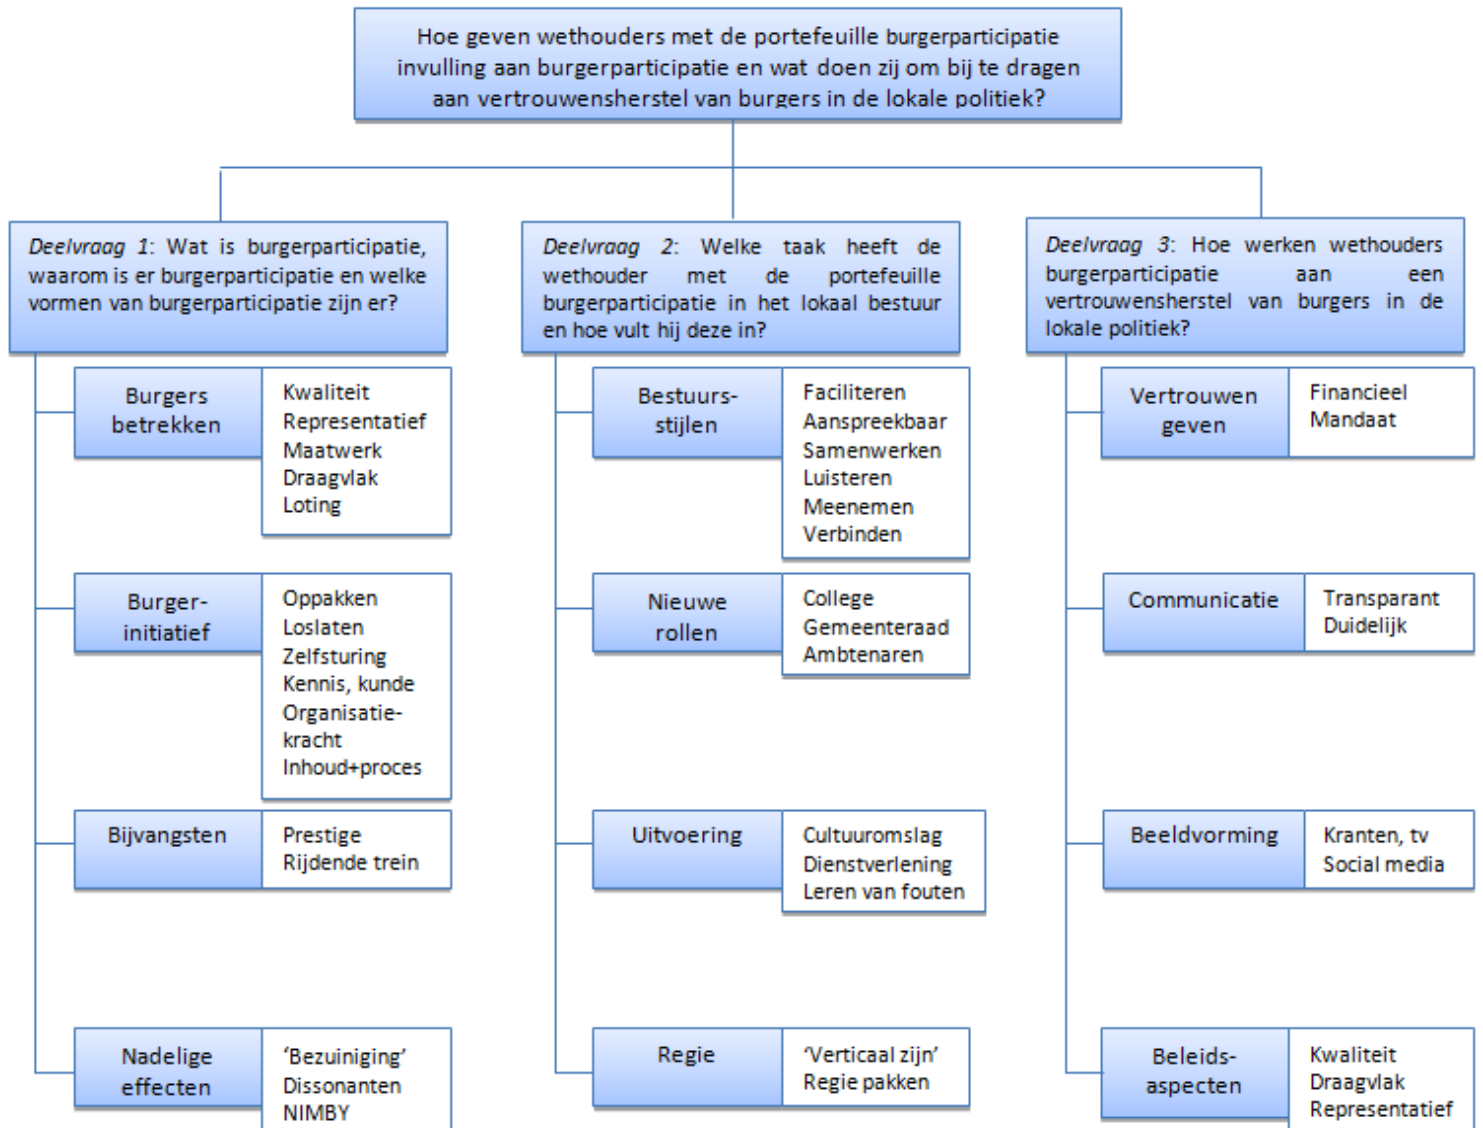 Hoe geven wethouders met de portefeuille burgerparticipatie
invulling aan burgerparticipatie en wat doen zij om bij te dragen
aan vertrouwensherstel van burgers in de lokale politiek?
Deelvraag 1: Wat is burgerparticipatie,
waarom is er burgerparticipatie en welke
vormen van burgerparticipatie zijn er?
Burgers
betrekken
Kwaliteit
Representatief
Maatwerk
Draagvlak
Loting
Burger-
initiatief
Oppakken
Loslaten
Zelfsturing
Kennis, kunde
Organisatie-
kracht
Inhoud+proces
Bijvangsten
Prestige
Rijdende trein
Nadelige
effecten
‘Bezuiniging’
Dissonanten
NIMBY
Deelvraag 2: Welke taak heeft de
wethouder met de portefeuille
burgerparticipatie in het lokaal bestuur
en hoe vult hij deze in?
Bestuurs-
stijlen
Faciliteren
Aanspreekbaar
Samenwerken
Luisteren
Meenemen
Verbinden
Nieuwe
rollen
College
Gemeenteraad
Ambtenaren
Uitvoering
Cultuuromslag
Dienstverlening
Leren van fouten
Regie
‘Verticaal zijn’
Regie pakken
Deelvraag 3: Hoe werken wethouders
burgerparticipatie aan een
vertrouwensherstel van burgers in de
lokale politiek?
Vertrouwen
geven
Financieel
Mandaat
Communicatie
Transparant
Duidelijk
Beeldvorming
Kranten, tv
Social media
Beleids-
aspecten
Kwaliteit
Draagvlak
Representatief